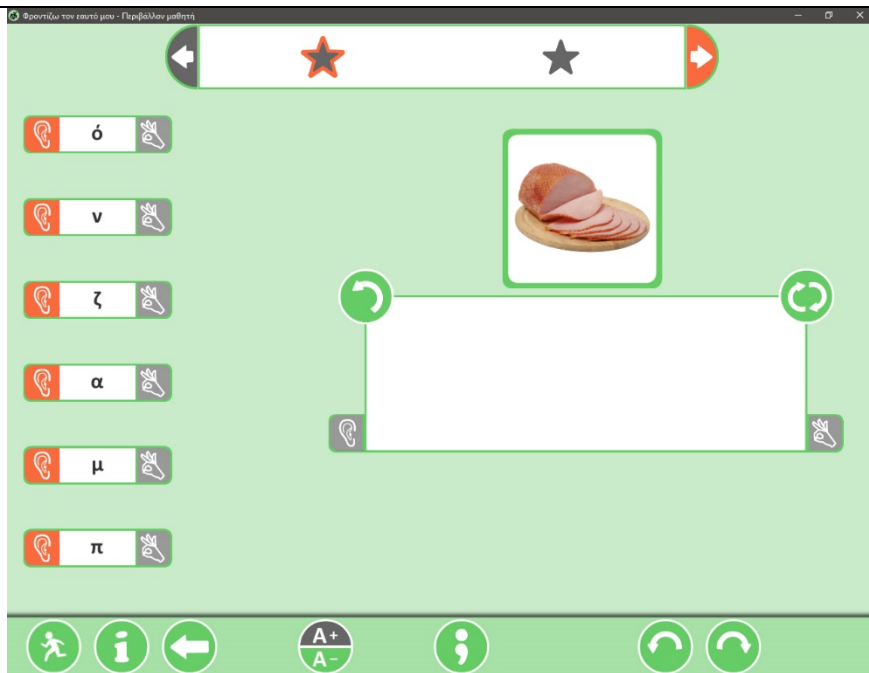 Φροντίζω τον εαυτό μου - Περιβάλλον μαθητή
ό
ν
ζ
α
μ
π
A+
A-
i
;